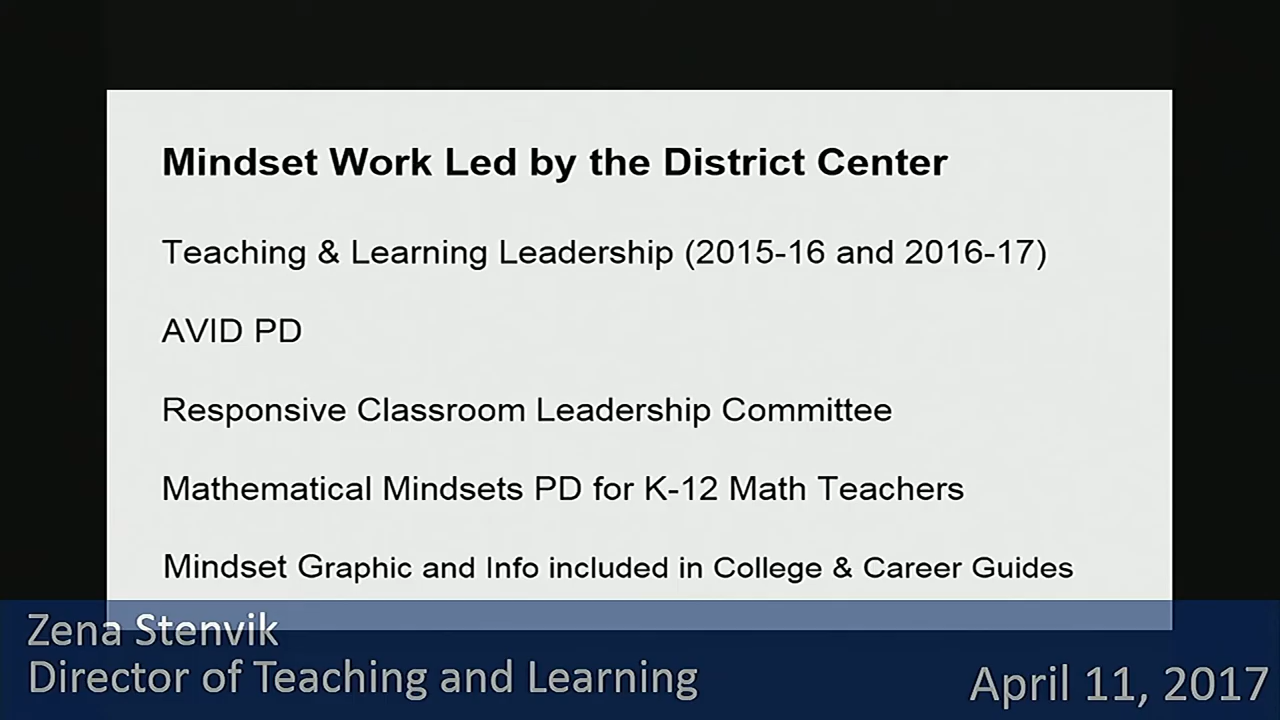 Mindset Work Led by the District Center
Teaching & Learning Leadership (2015-16 and 2016-17)
AVID PD
Responsive Classroom Leadership Committee
Mathematical Mindsets PD for K-12 Math Teachers
Mindset Graphic and Info included in College & Career Guides
Zena Stenvik
Director of Teaching and Learning
April 11, 2017